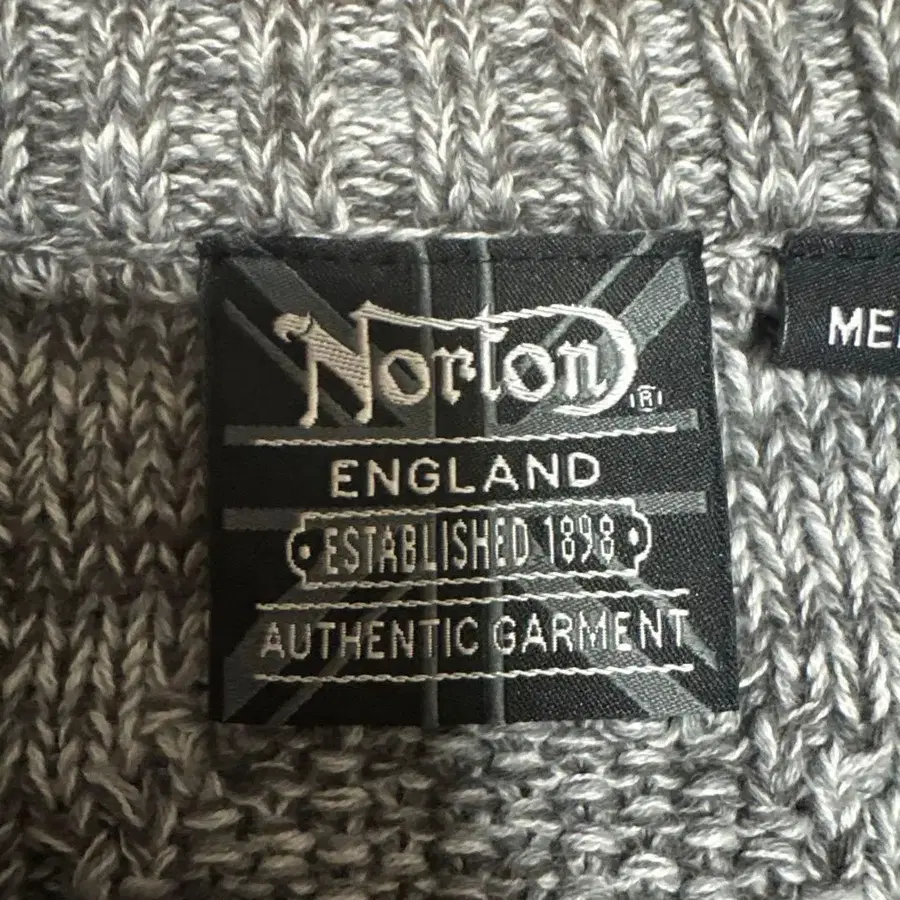 Norton ®
ENGLAND
ESTABLISHED 1898
AUTHENTIC GARMENT